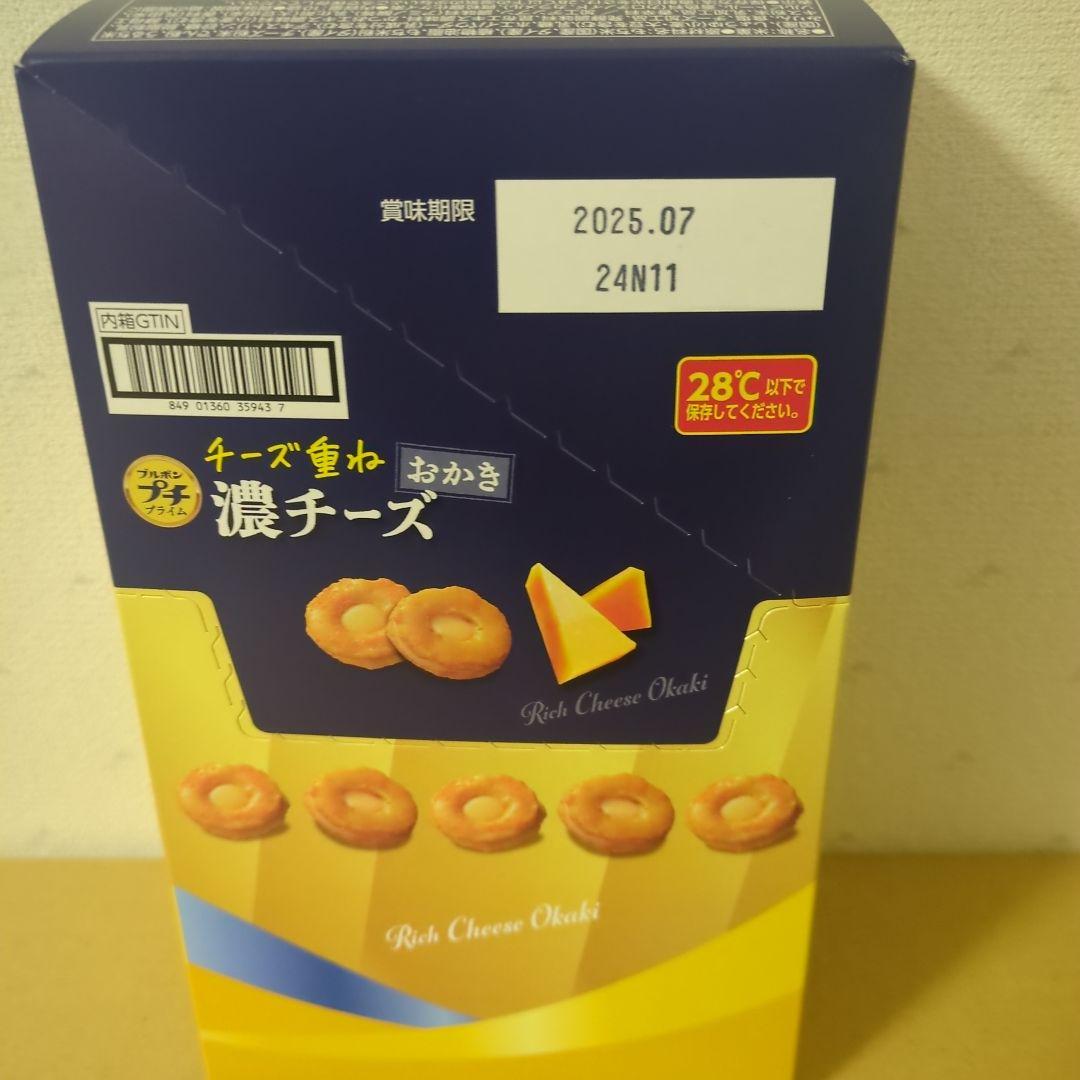 賞味期限
2025.07
24N11
内箱GTIN
849 01360 35943 7
28℃以下で
保存してください。
ブルボン
プチ
プライム
チーズ重ね
濃チーズ
おかき
Rich Cheese Okaki
Rich Cheese Okaki